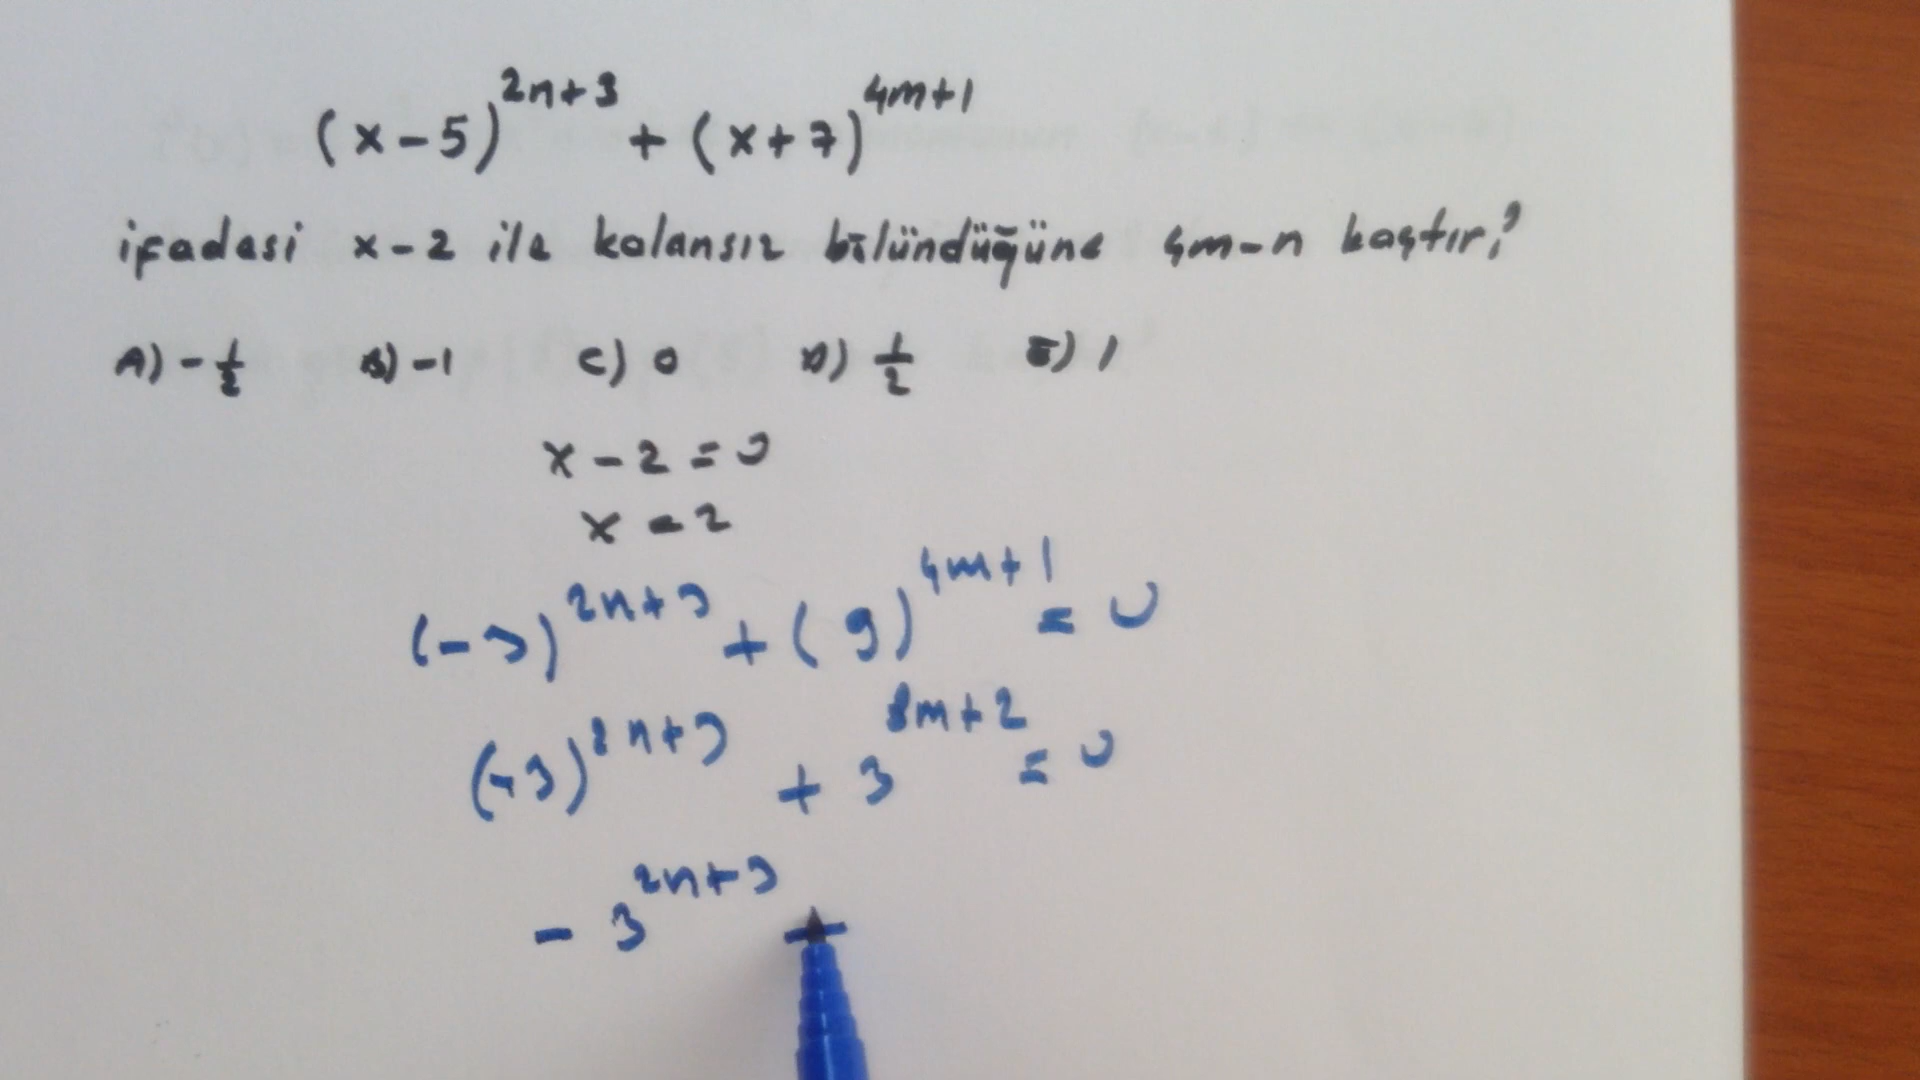 (x-5)^{2n+3} + (x+7)^{4m+1}
ifadesi x-2 ile kalansız bölündüğüne 4m-n kaçtır?
A) -1/2 B) -1 C) 0 D) 1/2 E) 1
x-2=0
x=2
(-3)^{2n+3} + (9)^{4m+1} = 0
(-3)^{2n+3} + 3^{8m+2} = 0
- 3^{2n+3} +